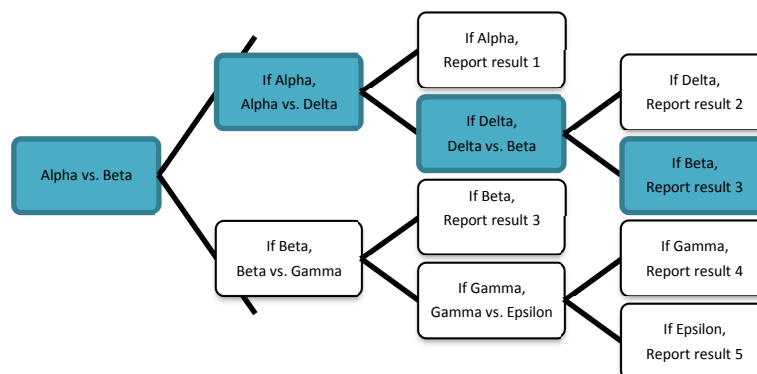 If Alpha,
Report result 1
If Alpha,
Alpha vs. Delta
If Delta,
Report result 2
If Delta,
Delta vs. Beta
Alpha vs. Beta
If Beta,
Report result 3
If Beta,
Report result 3
If Beta,
Beta vs. Gamma
If Gamma,
Report result 4
If Gamma,
Gamma vs. Epsilon
If Epsilon,
Report result 5